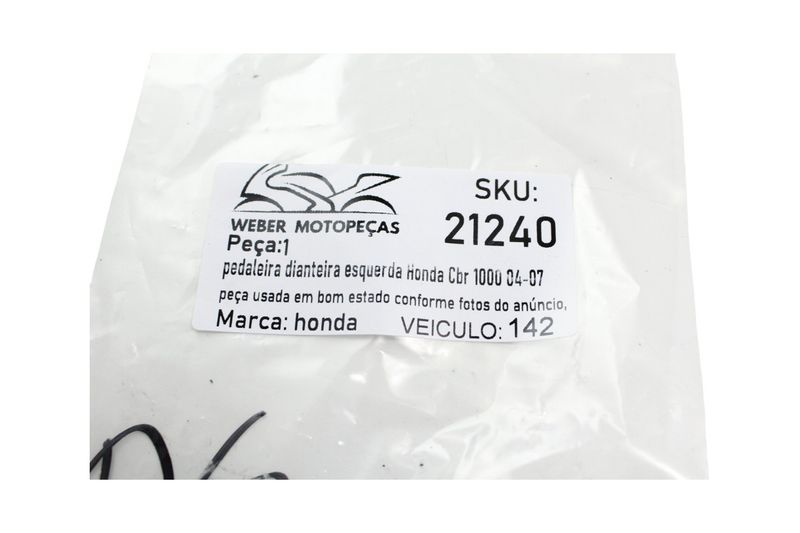 WEBER MOTOPEÇAS
SKU:
21240
Peça:1
pedaleira dianteira esquerda Honda Cbr 1000 04-07
peça usada em bom estado conforme fotos do anúncio,
Marca: honda VEICULO: 142